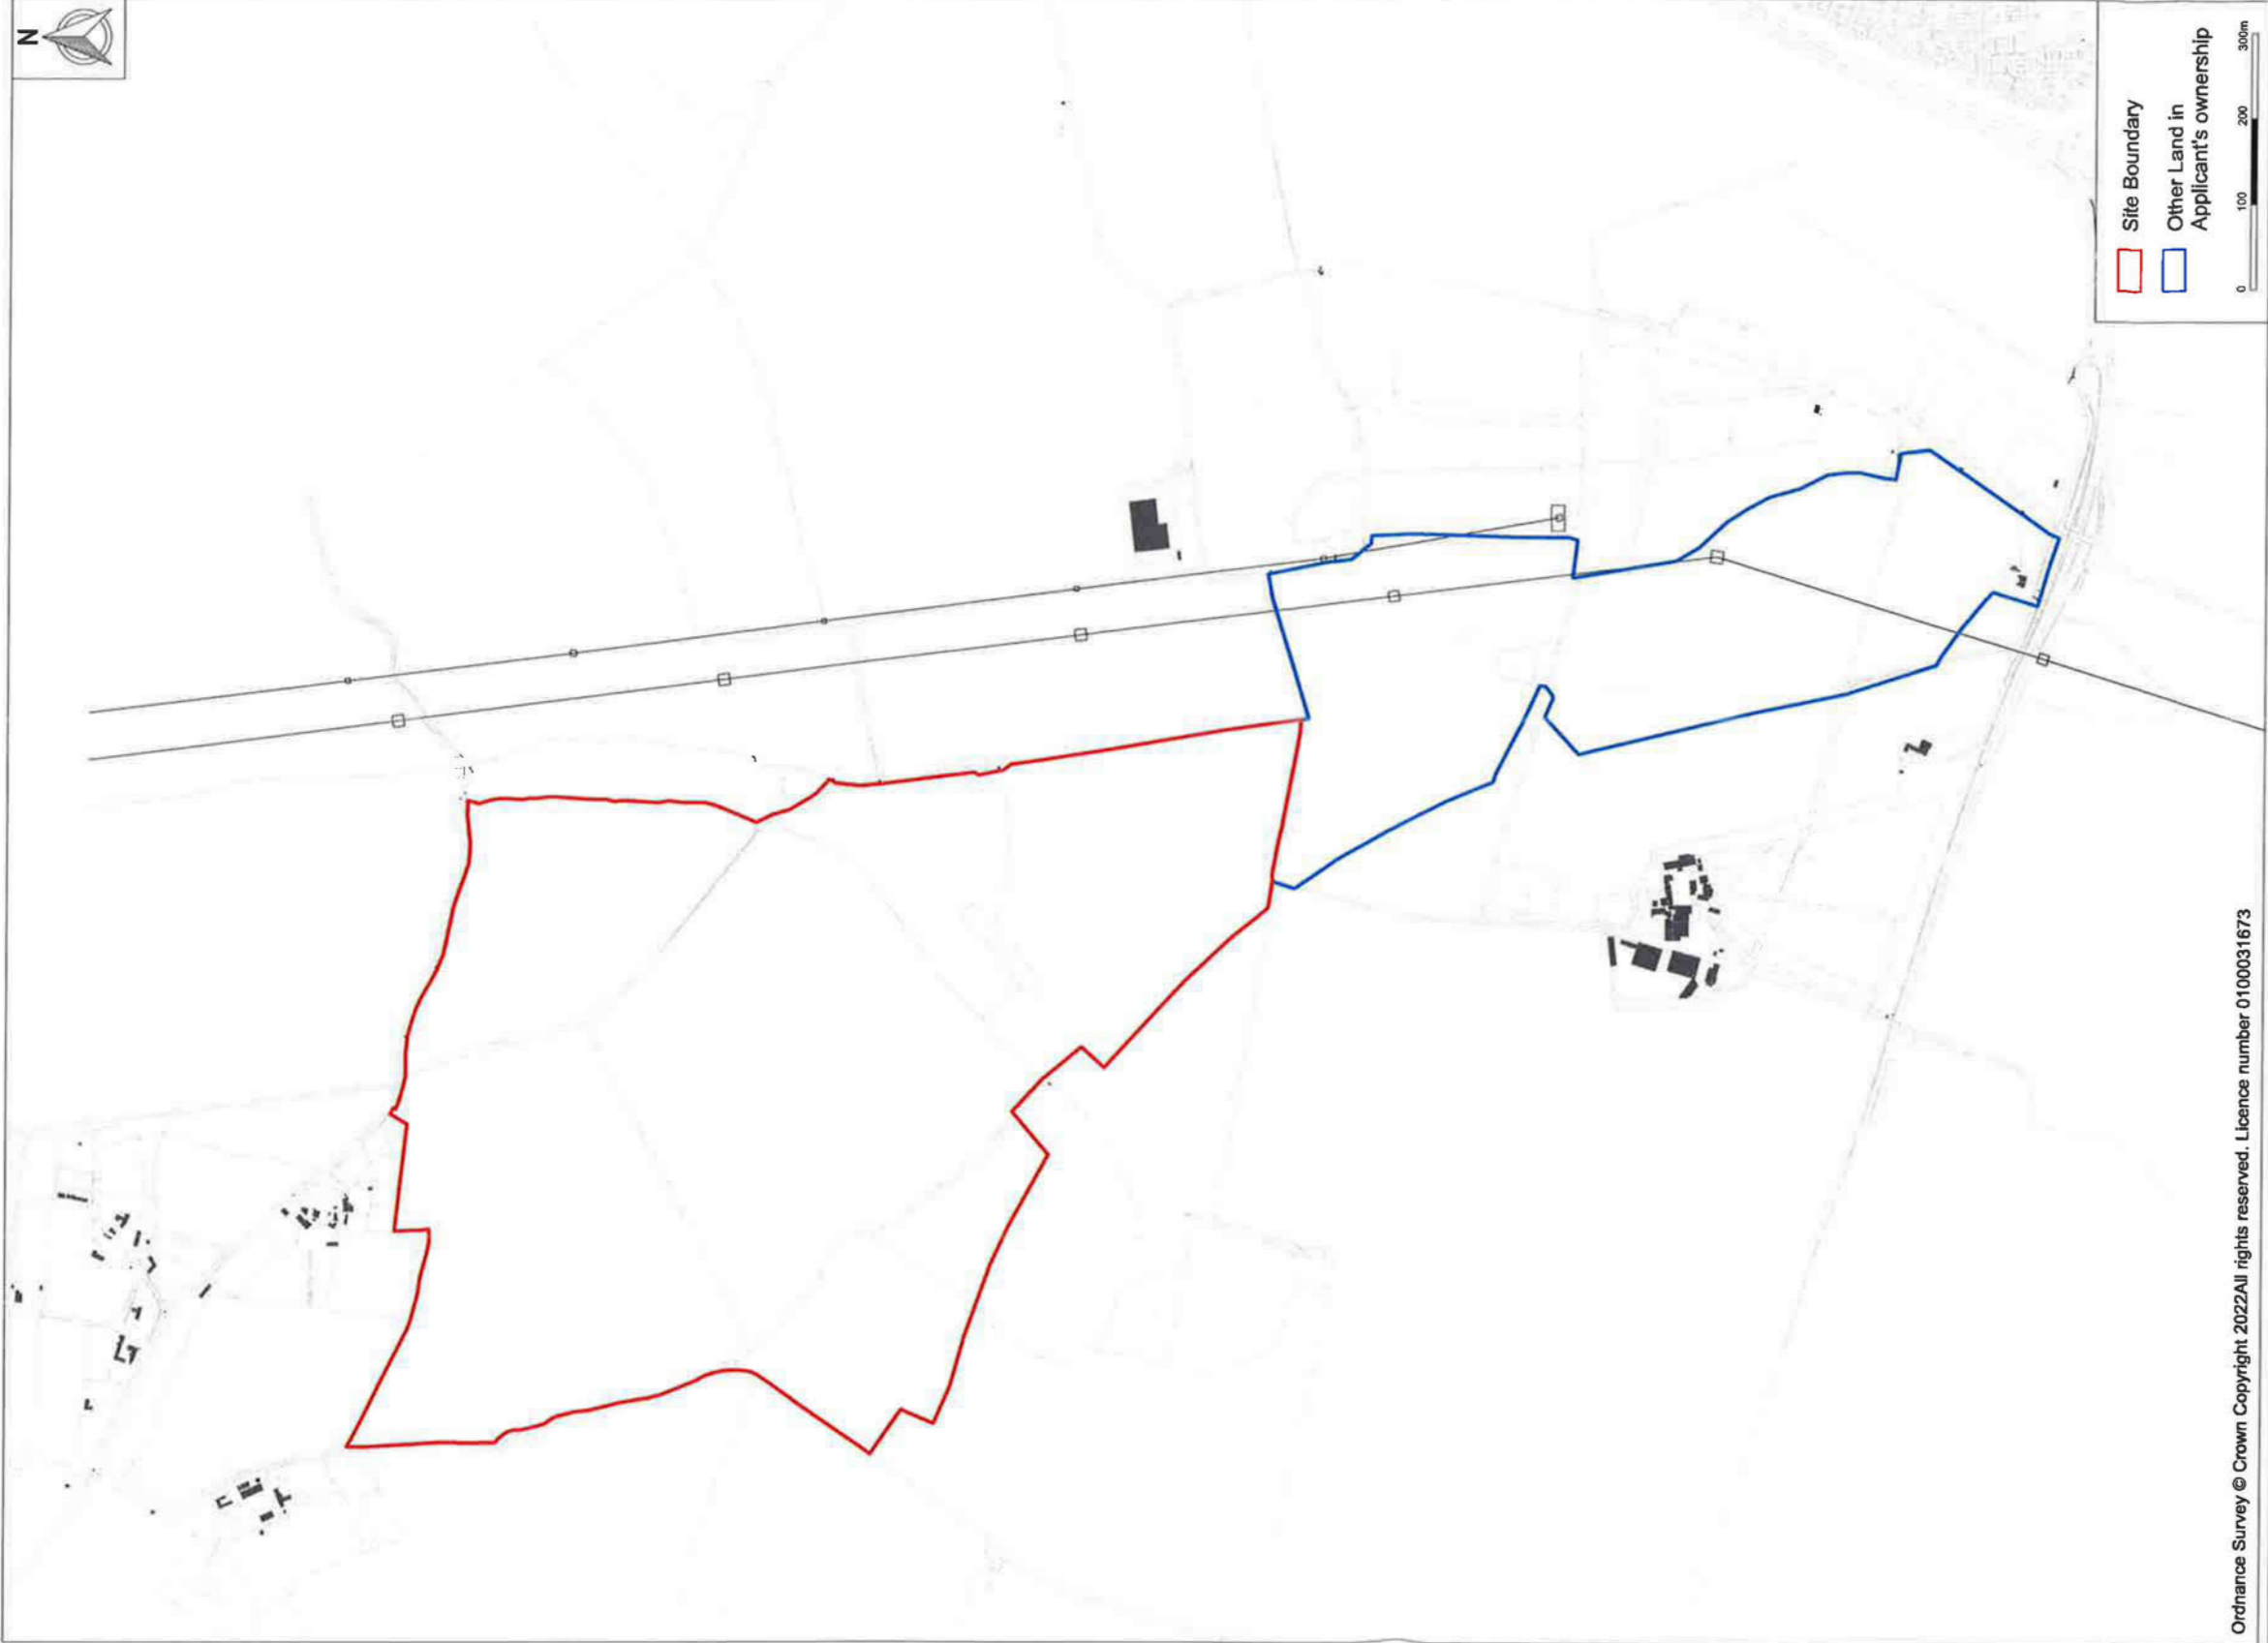 N
Site Boundary
Other Land in
Applicant's ownership
0 100 200 300m
Ordnance Survey © Crown Copyright 2022All rights reserved. Licence number 0100031673